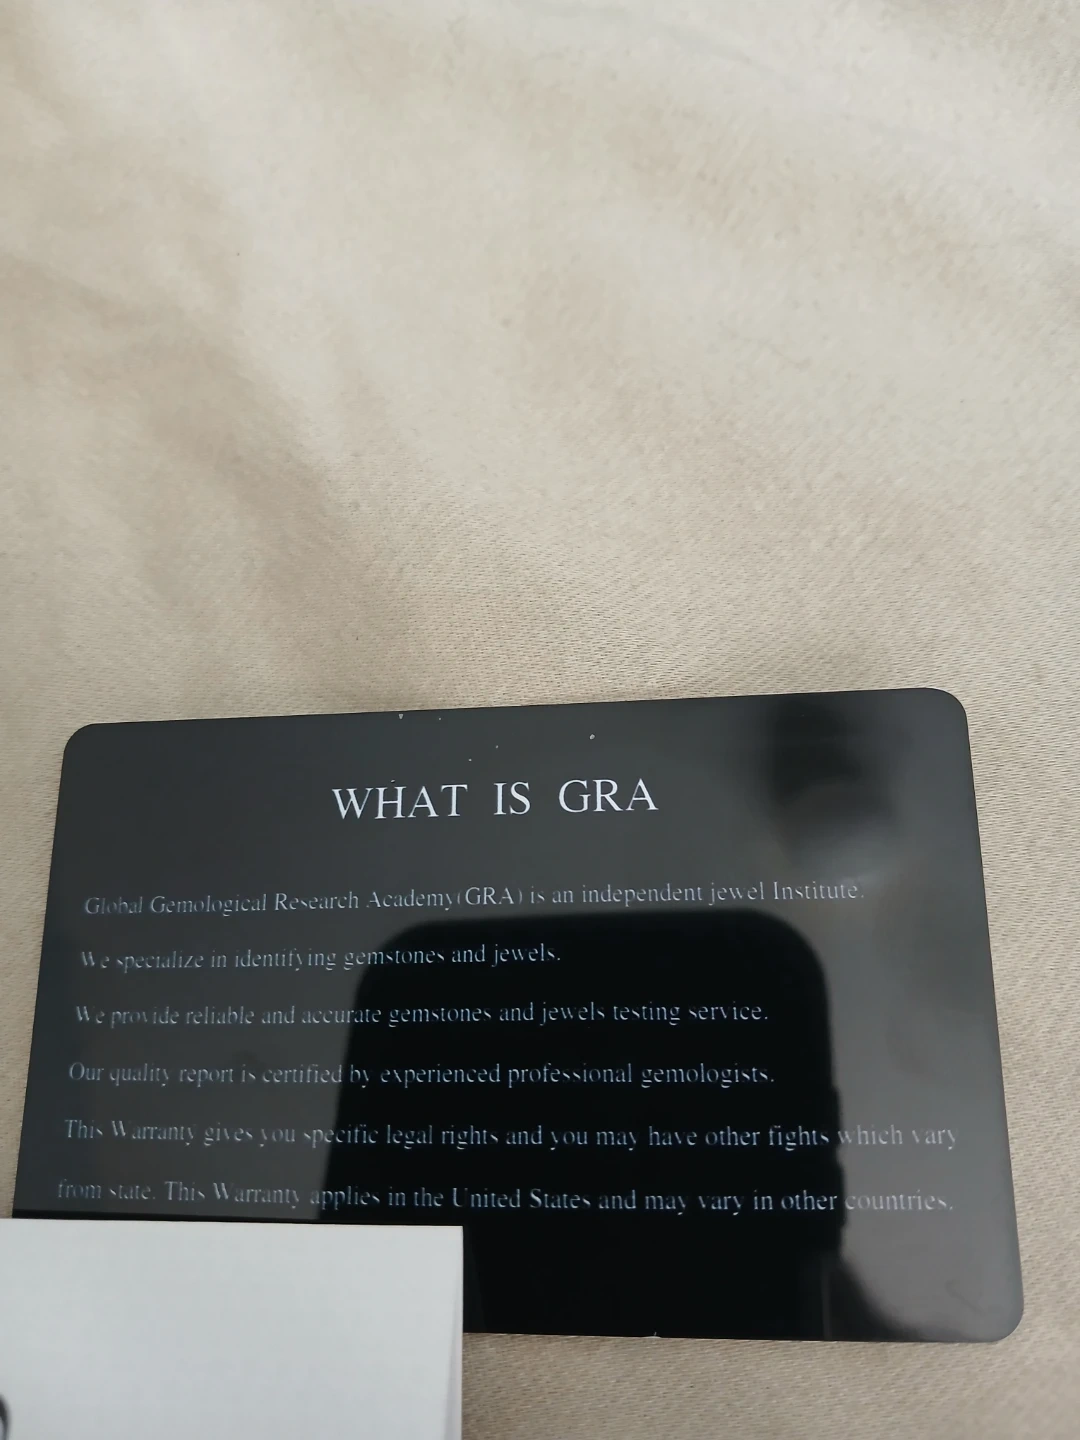 WHAT IS GRA
Global Gemological Research Academy(GRA) is an independent jewel Institute.
We specialize in identifying gemstones and jewels.
We provide reliable and accurate gemstones and jewels testing service.
Our quality report is certified by experienced professional gemologists.
This Warranty gives you specific legal rights and you may have other fights which vary
from state. This Warranty applies in the United States and may vary in other countries.